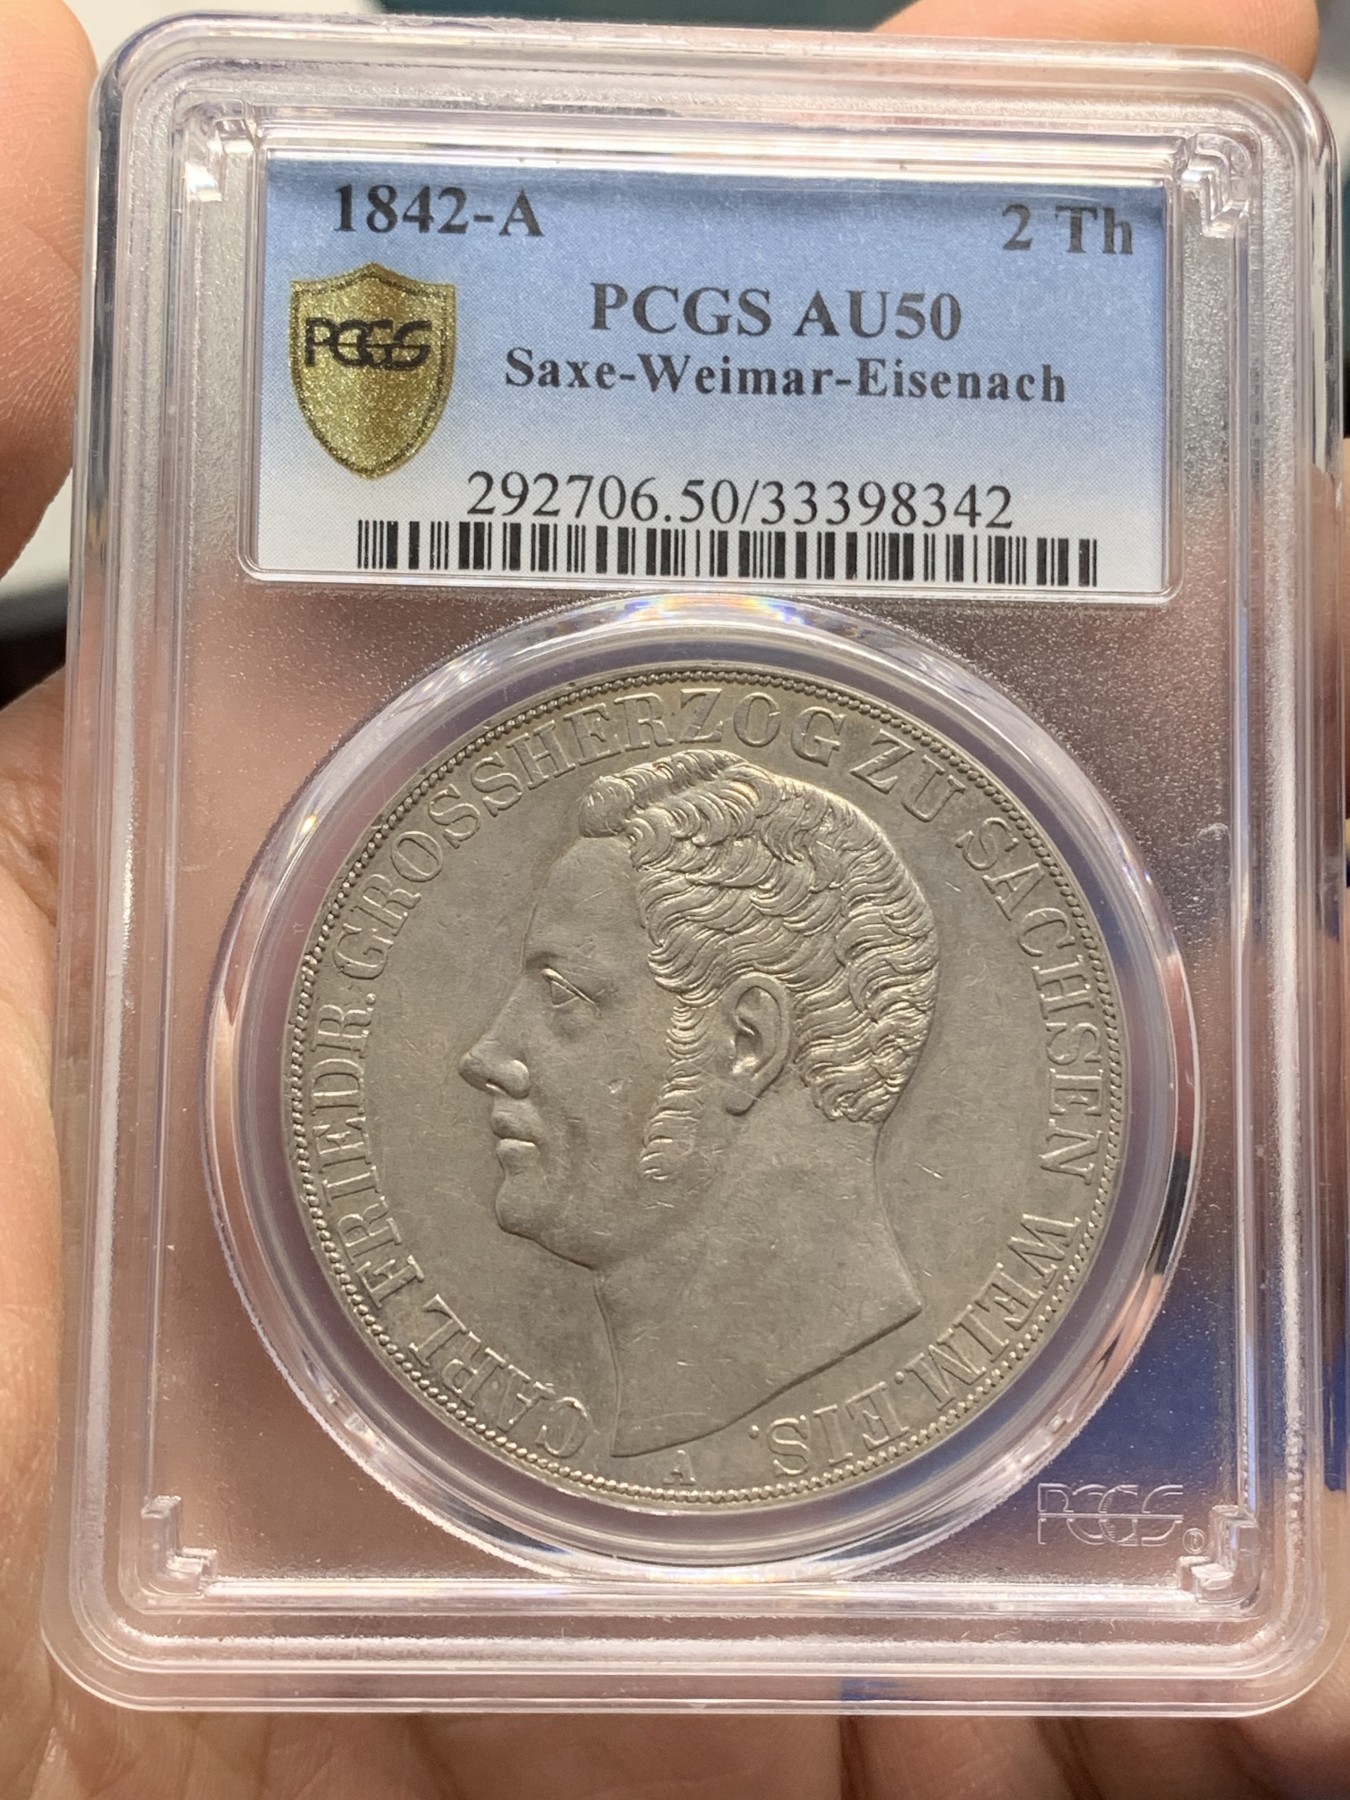 1842-A 2 Th
PCGS
PCGS AU50
Saxe-Weimar-Eisenach
292706.50/33398342
CARL FRIEDR. GROSSHERZOG ZU SACHSEN WEIM. EIS.
A
PCGS